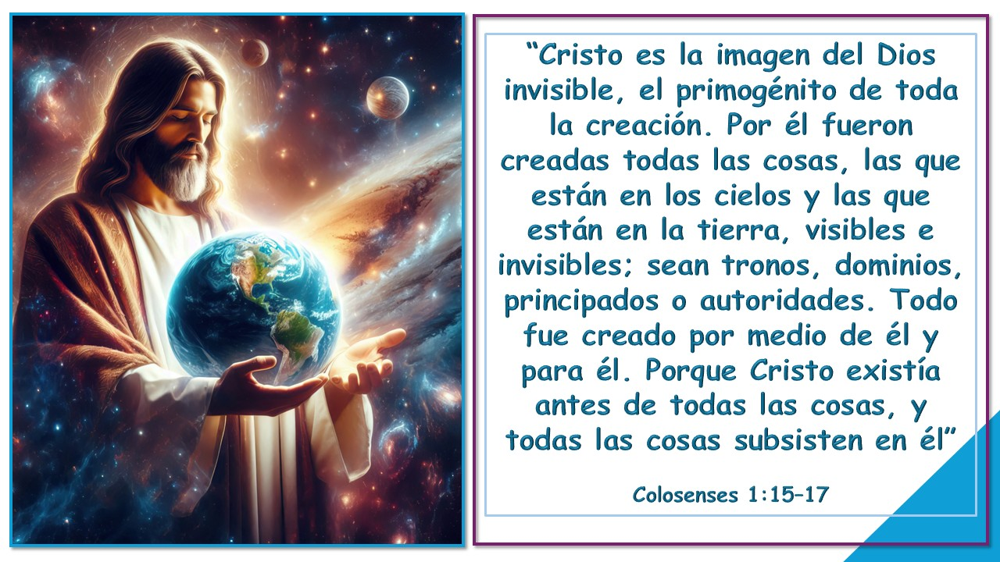 “Cristo es la imagen del Dios
invisible, el primogénito de toda
la creación. Por él fueron
creadas todas las cosas, las que
están en los cielos y las que
están en la tierra, visibles e
invisibles; sean tronos, dominios,
principados o autoridades. Todo
fue creado por medio de él y
para él. Porque Cristo existía
antes de todas las cosas, y
todas las cosas subsisten en él”
Colosenses 1:15–17